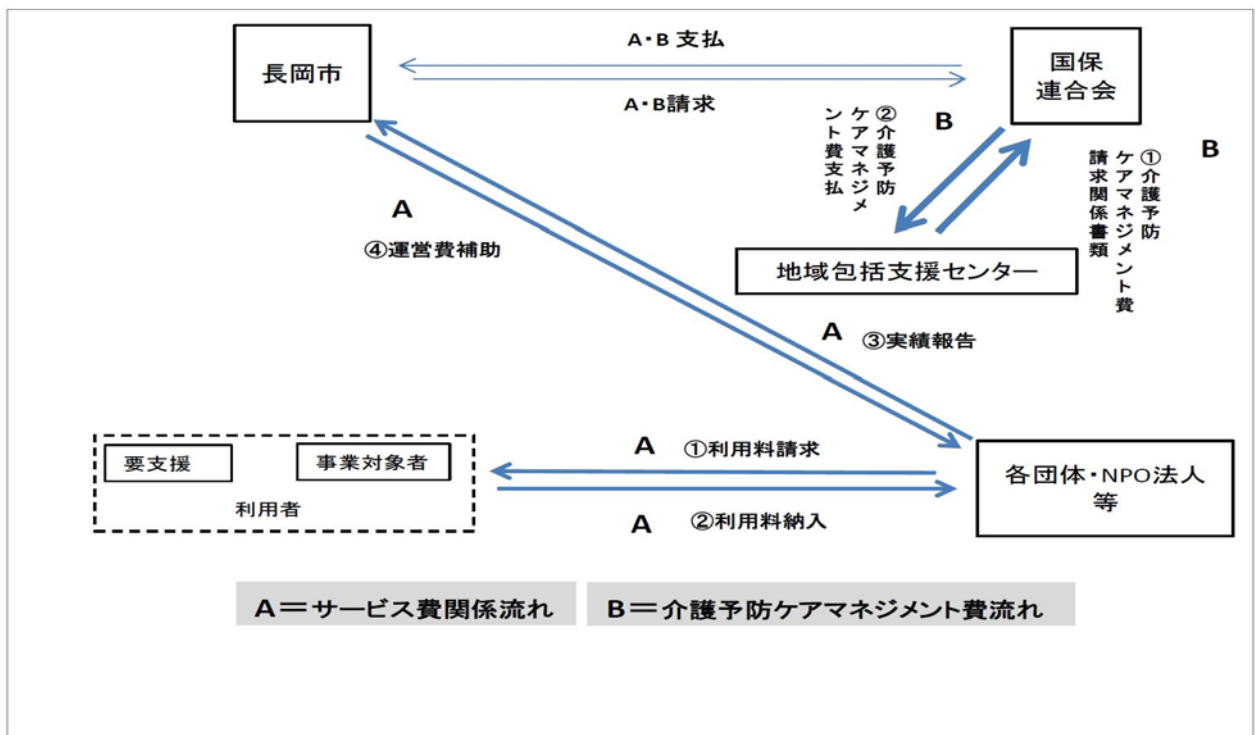 長岡市
A・B 支払
A・B請求
国保
連合会
②介護予防
ケアマネジメ
ント費支払
B
①介護予防
ケアマネジメント費
請求関係書類
B
A
④運営費補助
地域包括支援センター
A
③実績報告
要支援
事業対象者
利用者
A
①利用料請求
A
②利用料納入
各団体・NPO法人
等
A＝サービス費関係流れ
B＝介護予防ケアマネジメント費流れ